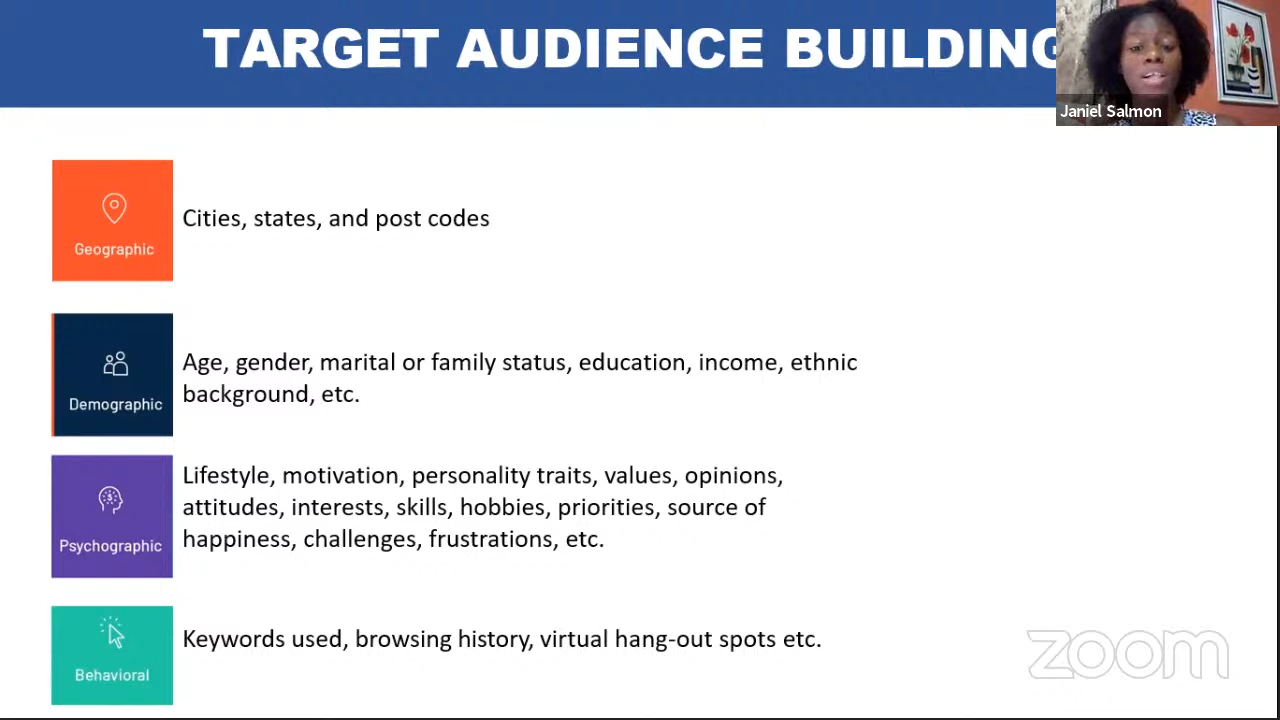 TARGET AUDIENCE BUILDING
Janiel Salmon
Geographic
Cities, states, and post codes
Demographic
Age, gender, marital or family status, education, income, ethnic
background, etc.
Psychographic
Lifestyle, motivation, personality traits, values, opinions,
attitudes, interests, skills, hobbies, priorities, source of
happiness, challenges, frustrations, etc.
Behavioral
Keywords used, browsing history, virtual hang-out spots etc.
zoom